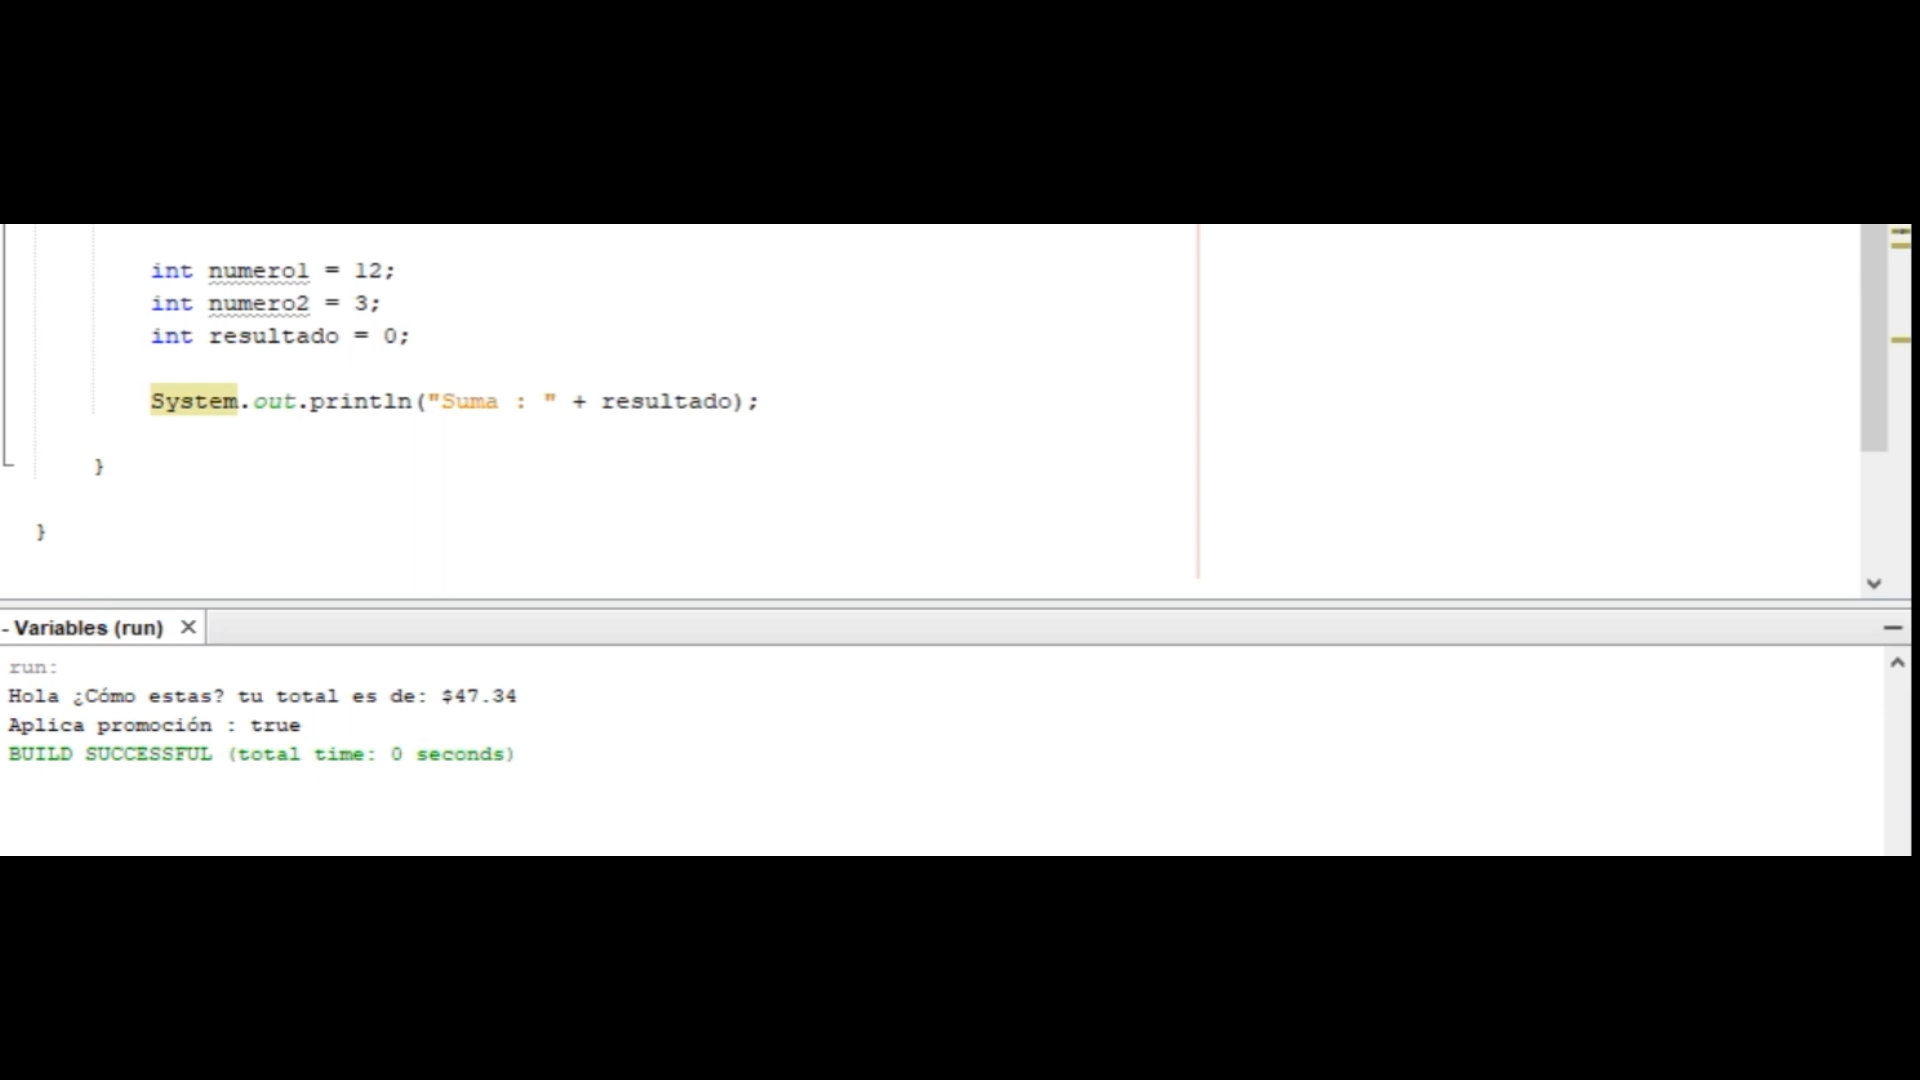 int numero1 = 12;
int numero2 = 3;
int resultado = 0;
System.out.println("Suma : " + resultado);
}
}
- Variables (run) ×
run:
Hola ¿Cómo estas? tu total es de: $47.34
Aplica promoción : true
BUILD SUCCESSFUL (total time: 0 seconds)